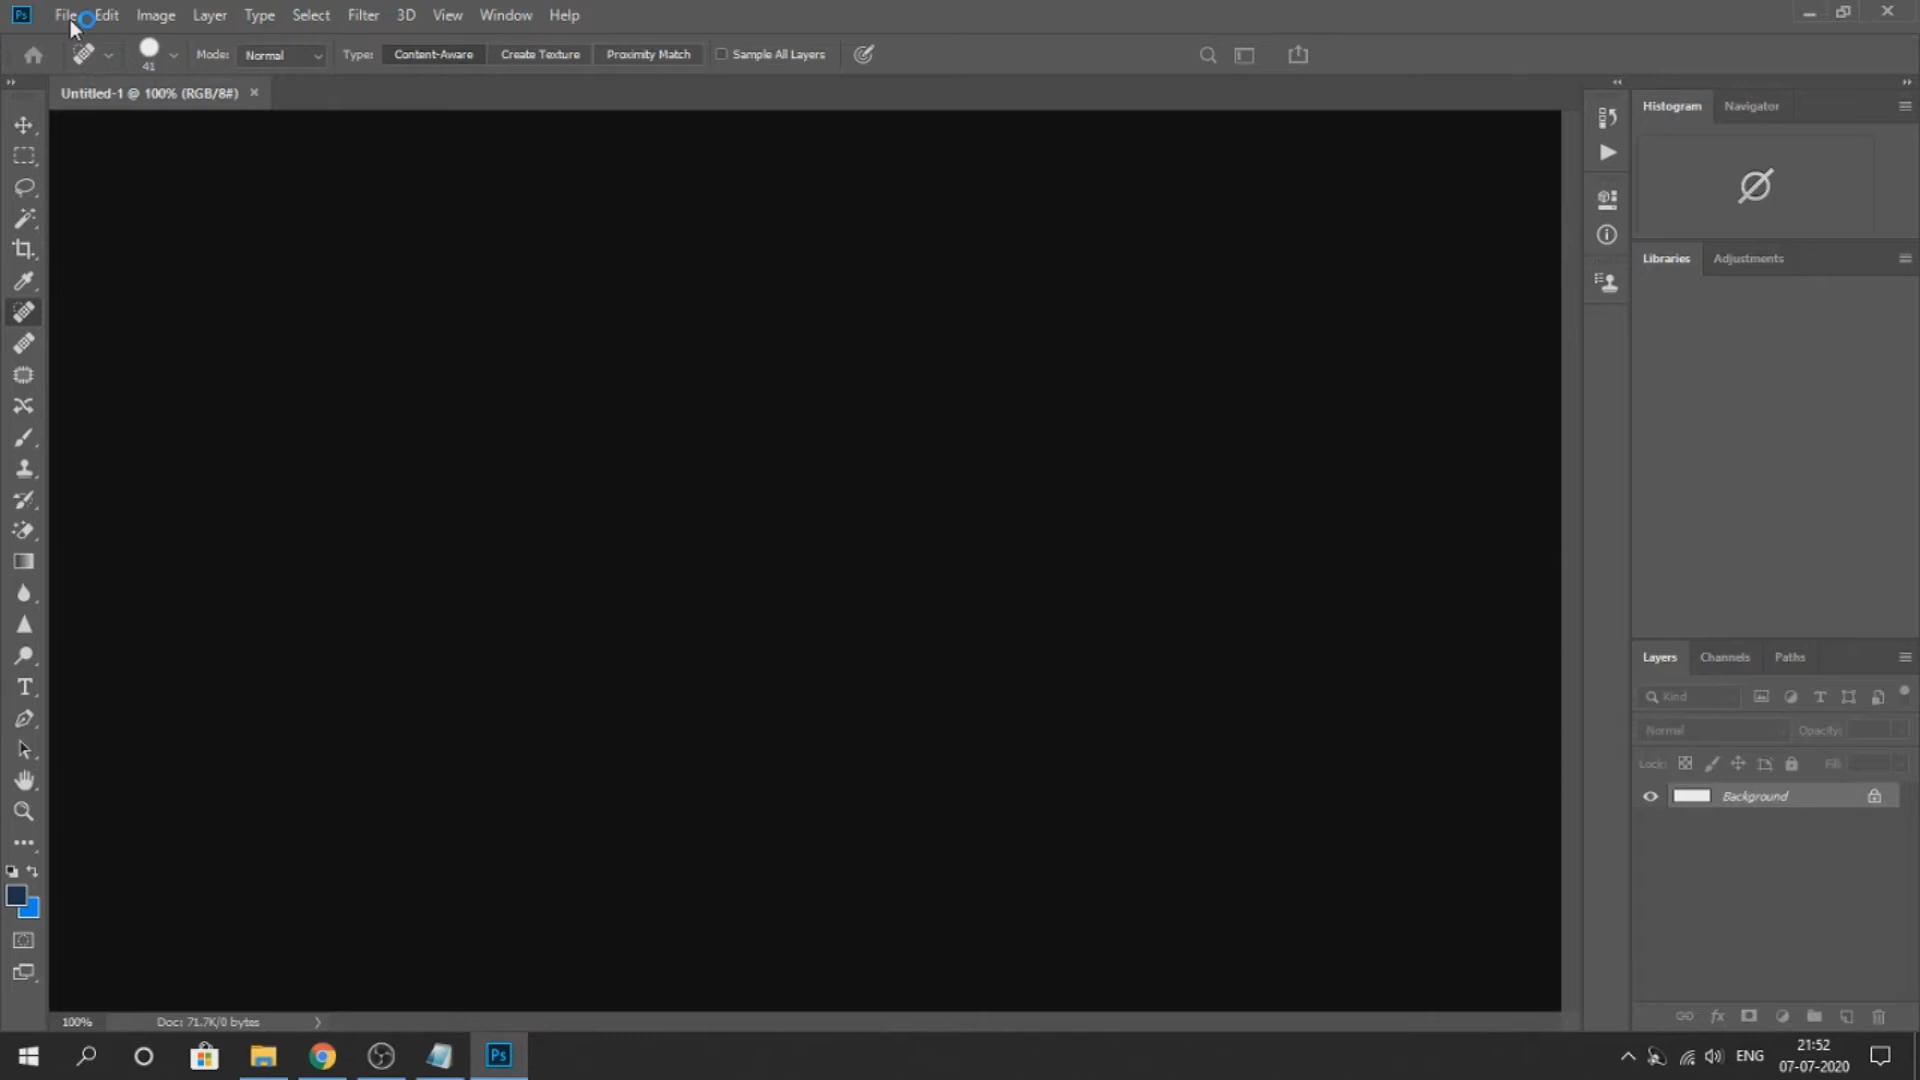 Ps File Edit Image Layer Type Select Filter 3D View Window Help
41 Mode: Normal Type: Content-Aware Create Texture Proximity Match Sample All Layers
Untitled-1 @ 100% (RGB/8#)
Histogram Navigator
Libraries Adjustments
Layers Channels Paths
Kind
Normal Opacity:
Lock: Fill:
Background
100% Doc: 71.7K/0 bytes
Ps ENG 21:52
07-07-2020